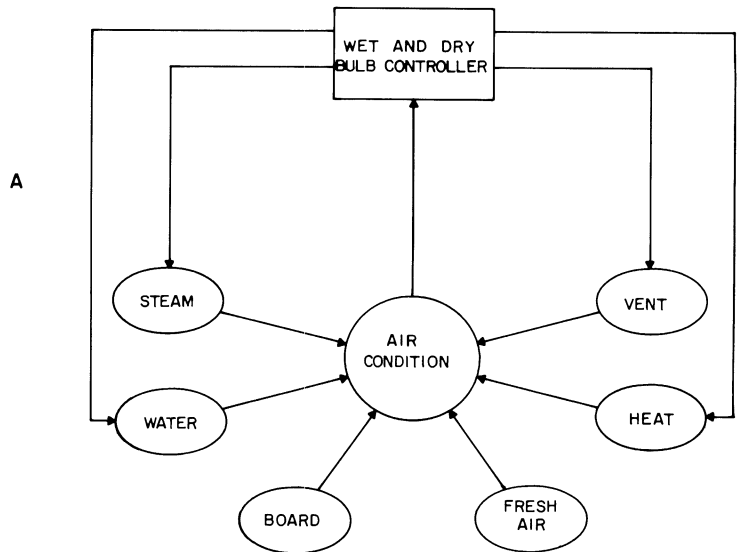 WET AND DRY
BULB CONTROLLER
A
STEAM
VENT
AIR
CONDITION
WATER
HEAT
BOARD
FRESH
AIR